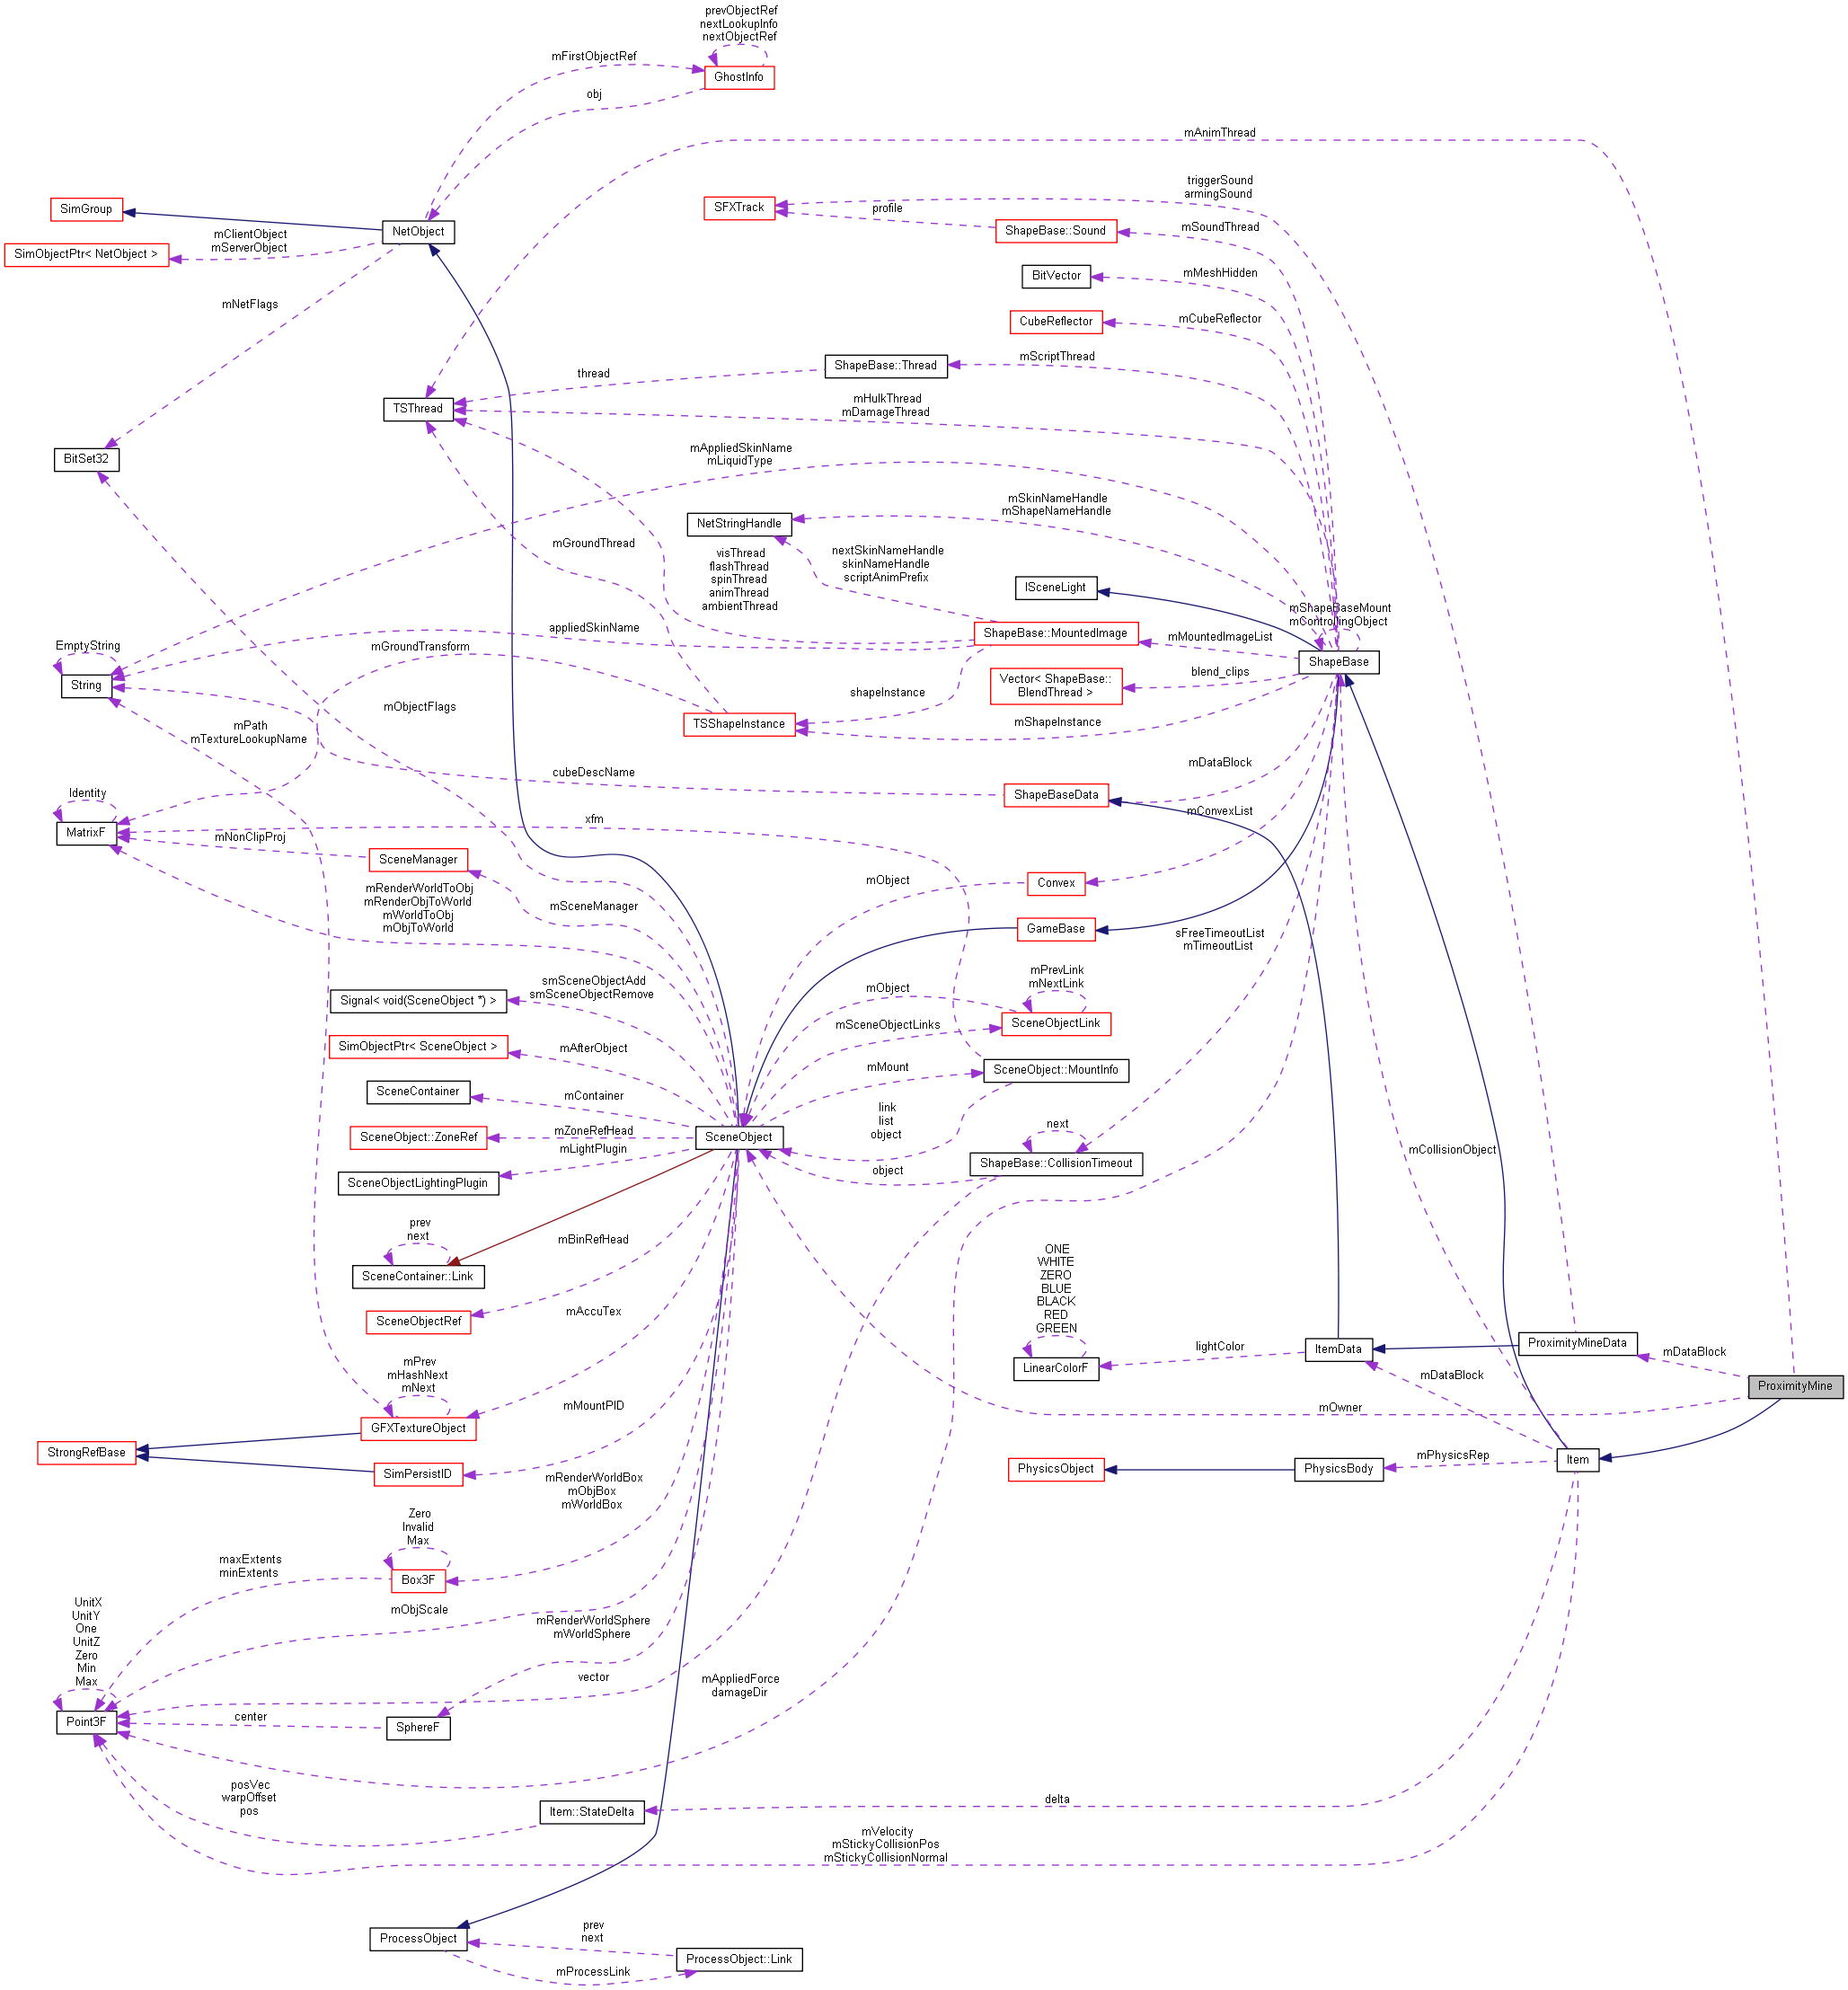 prevObjectRef
nextLookupInfo
nextObjectRef
mFirstObjectRef
GhostInfo
obj
mAnimThread
triggerSound
armingSound
SimGroup
SFXTrack
profile
NetObject
ShapeBase::Sound
mSoundThread
mClientObject
mServerObject
SimObjectPtr< NetObject >
BitVector
mMeshHidden
mNetFlags
CubeReflector
mCubeReflector
mScriptThread
ShapeBase::Thread
thread
mHulkThread
mDamageThread
TSThread
mAppliedSkinName
mLiquidType
BitSet32
mSkinNameHandle
mShapeNameHandle
NetStringHandle
mGroundThread
visThread
flashThread
spinThread
animThread
ambientThread
nextSkinNameHandle
skinNameHandle
scriptAnimPrefix
ISceneLight
mShapeBaseMount
mControllingObject
appliedSkinName
ShapeBase::MountedImage
mMountedImageList
EmptyString
mGroundTransform
ShapeBase
String
Vector< ShapeBase::
BlendThread >
blend_clips
shapeInstance
mObjectFlags
TSShapeInstance
mShapeInstance
mPath
mTextureLookupName
mDataBlock
cubeDescName
Identity
ShapeBaseData
mConvexList
xfm
MatrixF
mNonClipProj
SceneManager
mObject
Convex
mRenderWorldToObj
mRenderObjToWorld
mWorldToObj
mObjToWorld
mSceneManager
GameBase
sFreeTimeoutList
mTimeoutList
mPrevLink
mNextLink
smSceneObjectAdd
smSceneObjectRemove
Signal< void(SceneObject *) >
mObject
SceneObjectLink
mSceneObjectLinks
SimObjectPtr< SceneObject >
mAfterObject
mMount
SceneObject::MountInfo
SceneContainer
mContainer
link
list
object
next
SceneObject::ZoneRef
mZoneRefHead
SceneObject
mLightPlugin
mCollisionObject
ShapeBase::CollisionTimeout
object
SceneObjectLightingPlugin
prev
next
mBinRefHead
ONE
WHITE
ZERO
BLUE
BLACK
RED
GREEN
SceneContainer::Link
SceneObjectRef
mAccuTex
lightColor
ItemData
ProximityMineData
mDataBlock
LinearColorF
mPrev
mHashNext
mNext
mDataBlock
ProximityMine
mMountPID
mOwner
GFXTextureObject
StrongRefBase
SimPersistID
mPhysicsRep
Item
PhysicsObject
PhysicsBody
mRenderWorldBox
mObjBox
mWorldBox
Zero
Invalid
Max
maxExtents
minExtents
Box3F
mObjScale
UnitX
UnitY
One
UnitZ
Zero
Min
Max
mRenderWorldSphere
mWorldSphere
vector
mAppliedForce
damageDir
Point3F
center
SphereF
posVec
warpOffset
pos
Item::StateDelta
delta
mVelocity
mStickyCollisionPos
mStickyCollisionNormal
ProcessObject
prev
next
ProcessObject::Link
mProcessLink